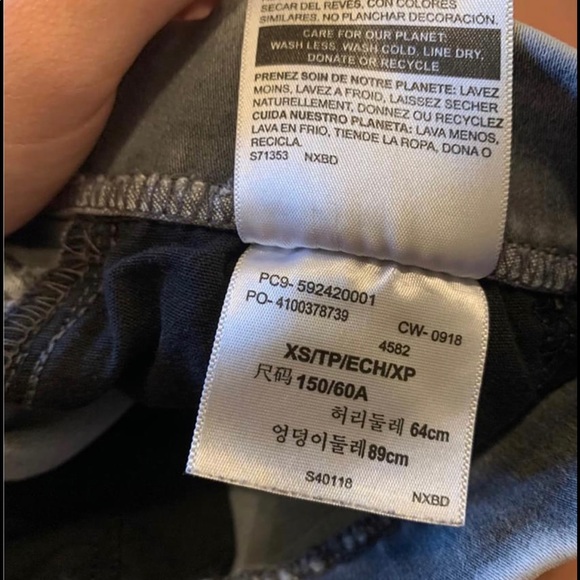 SECAR DEL REVÉS, CON COLORES
SIMILARES, NO PLANCHAR DECORACIÓN.
CARE FOR OUR PLANET:
WASH LESS, WASH COLD, LINE DRY,
DONATE OR RECYCLE
PRENEZ SOIN DE NOTRE PLANETE: LAVEZ
MOINS, LAVEZ A FROID, LAISSEZ SECHER
NATURELLEMENT, DONNEZ OU RECYCLEZ
CUIDA NUESTRO PLANETA: LAVA MENOS,
LAVA EN FRIO, TIENDE LA ROPA, DONA O
RECICLA.
S71353 NXBD
PC9- 592420001
PO- 4100378739
CW- 0918
4582
XS/TP/ECH/XP
尺码 150/60A
허리둘레 64cm
엉덩이둘레 89cm
S40118
NXBD